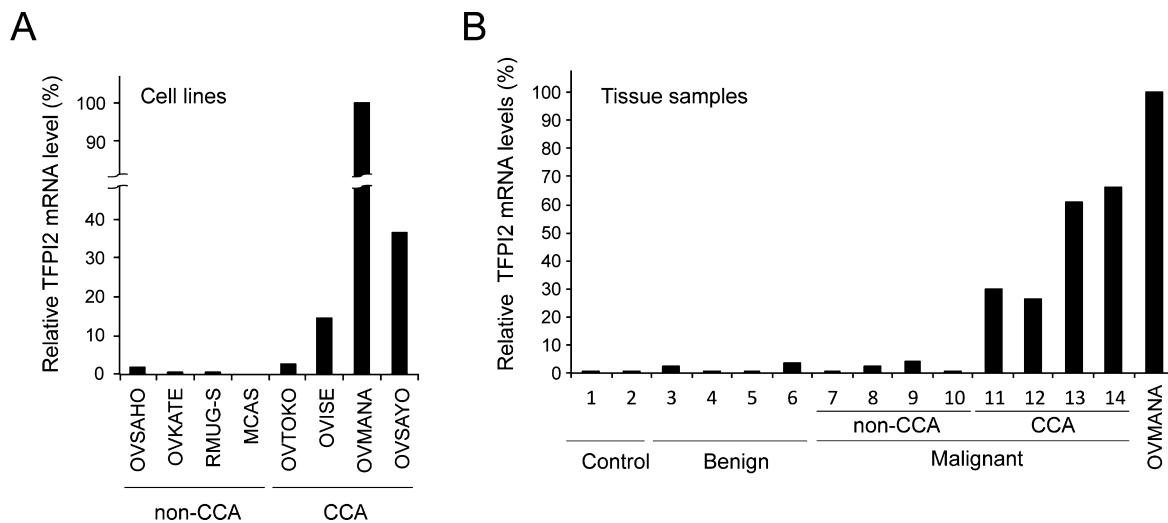 A
Relative TFPI2 mRNA level (%)
Cell lines
100
90
40
30
20
10
0
OVSAHO
OVKATE
RMUG-S
MCAS
OVTOKO
OVISE
OVMANA
OVSAYO
non-CCA
CCA
B
Relative TFPI2 mRNA levels (%)
Tissue samples
100
90
80
70
60
50
40
30
20
10
0
1 2 3 4 5 6 7 8 9 10 11 12 13 14
OVMANA
non-CCA CCA
Control Benign Malignant